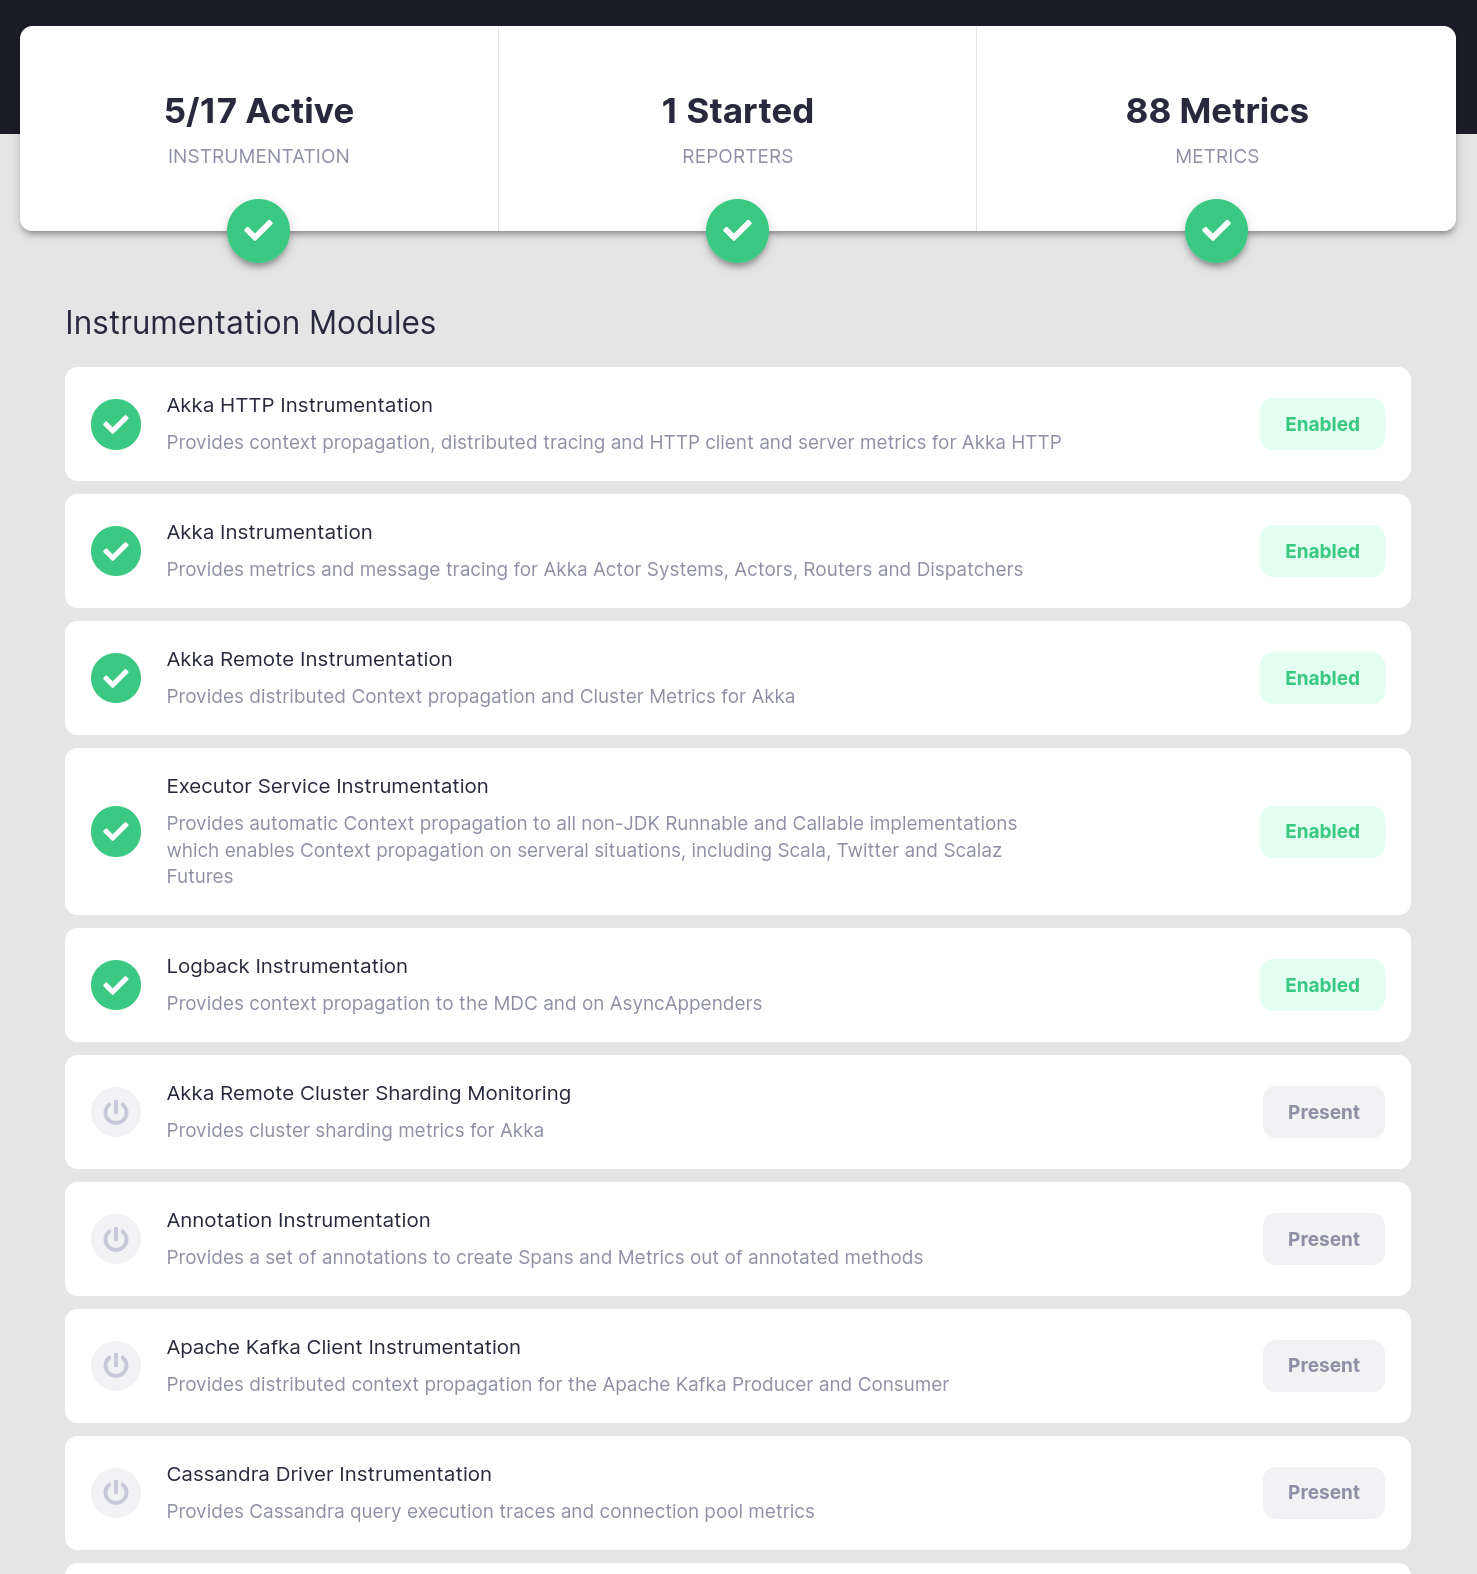 5/17 Active
INSTRUMENTATION
1 Started
REPORTERS
88 Metrics
METRICS
Instrumentation Modules
Akka HTTP Instrumentation
Provides context propagation, distributed tracing and HTTP client and server metrics for Akka HTTP
Enabled
Akka Instrumentation
Provides metrics and message tracing for Akka Actor Systems, Actors, Routers and Dispatchers
Enabled
Akka Remote Instrumentation
Provides distributed Context propagation and Cluster Metrics for Akka
Enabled
Executor Service Instrumentation
Provides automatic Context propagation to all non-JDK Runnable and Callable implementations
which enables Context propagation on serveral situations, including Scala, Twitter and Scalaz
Futures
Enabled
Logback Instrumentation
Provides context propagation to the MDC and on AsyncAppenders
Enabled
Akka Remote Cluster Sharding Monitoring
Provides cluster sharding metrics for Akka
Present
Annotation Instrumentation
Provides a set of annotations to create Spans and Metrics out of annotated methods
Present
Apache Kafka Client Instrumentation
Provides distributed context propagation for the Apache Kafka Producer and Consumer
Present
Cassandra Driver Instrumentation
Provides Cassandra query execution traces and connection pool metrics
Present